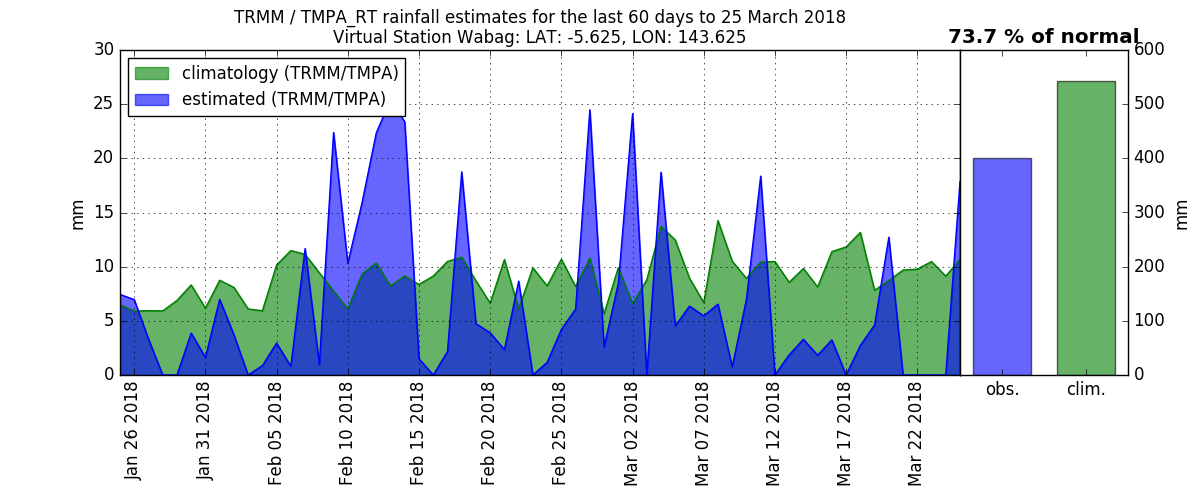 TRMM / TMPA_RT rainfall estimates for the last 60 days to 25 March 2018
Virtual Station Wabag: LAT: -5.625, LON: 143.625
73.7 % of normal
climatology (TRMM/TMPA)
estimated (TRMM/TMPA)
30
25
20
15
10
5
0
mm
600
500
400
300
200
100
0
mm
Jan 26 2018
Jan 31 2018
Feb 05 2018
Feb 10 2018
Feb 15 2018
Feb 20 2018
Feb 25 2018
Mar 02 2018
Mar 07 2018
Mar 12 2018
Mar 17 2018
Mar 22 2018
obs.
clim.